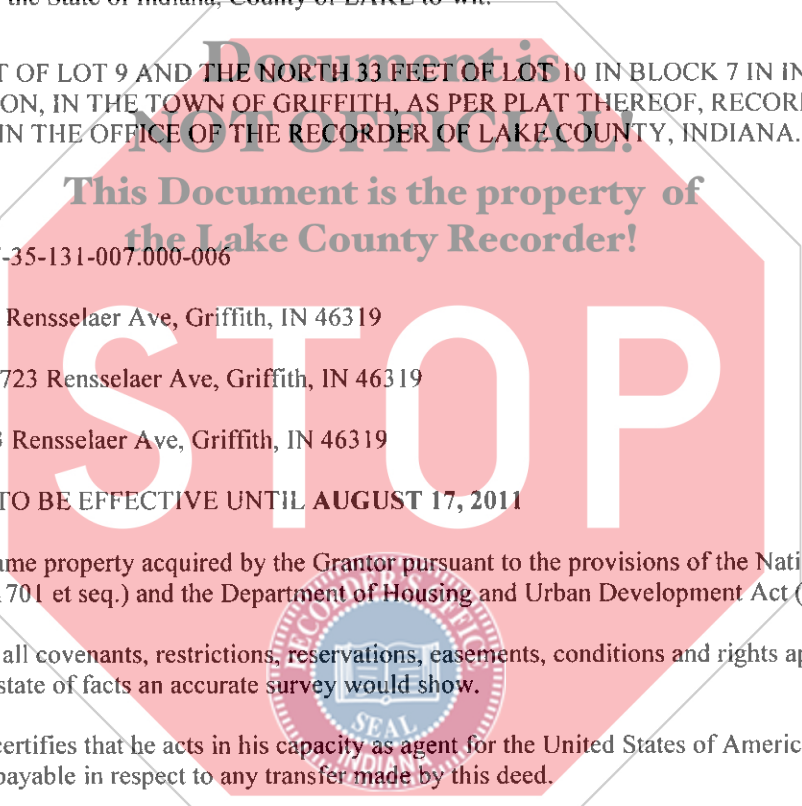 the State of Indiana, County of LAKE to wit:
Document is
T OF LOT 9 AND THE NORTH 33 FEET OF LOT 10 IN BLOCK 7 IN IN
ON, IN THE TOWN OF GRIFFITH, AS PER PLAT THEREOF, RECOR
NOT OFFICIAL!
IN THE OFFICE OF THE RECORDER OF LAKE COUNTY, INDIANA.
This Document is the property of
the Lake County Recorder!
-35-131-007.000-006
Rensselaer Ave, Griffith, IN 46319
723 Rensselaer Ave, Griffith, IN 46319
Rensselaer Ave, Griffith, IN 46319
STOP
TO BE EFFECTIVE UNTIL AUGUST 17, 2011
ame property acquired by the Grantor pursuant to the provisions of the Nati
701 et seq.) and the Department of Housing and Urban Development Act (
all covenants, restrictions, reservations, easements, conditions and rights ap
state of facts an accurate survey would show.
RECORDER'S OFFICE
SEAL
INDIANA
certifies that he acts in his capacity as agent for the United States of Americ
payable in respect to any transfer made by this deed.